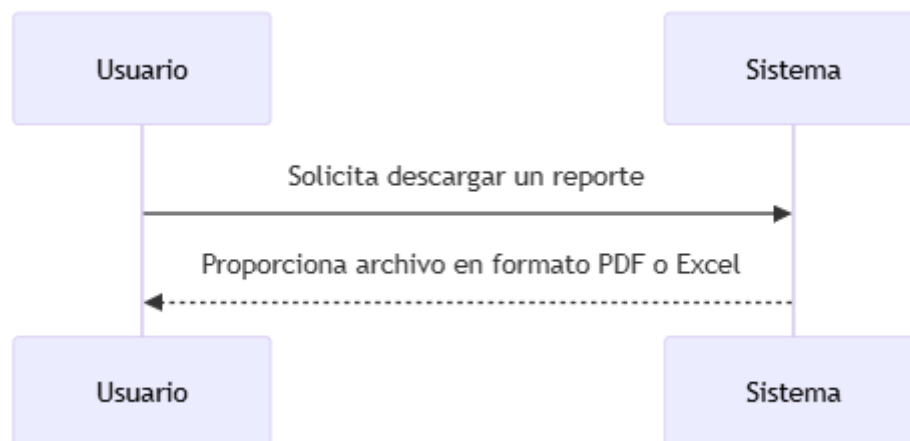 Usuario
Sistema
Solicita descargar un reporte
Proporciona archivo en formato PDF o Excel
Usuario
Sistema